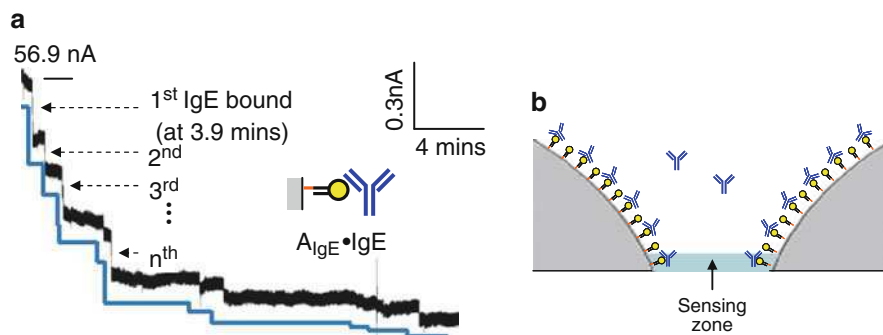 a
56.9 nA
1st IgE bound
(at 3.9 mins)
2nd
3rd
⋮
nth
0.3nA
4 mins
AIgE•IgE
b
Sensing
zone